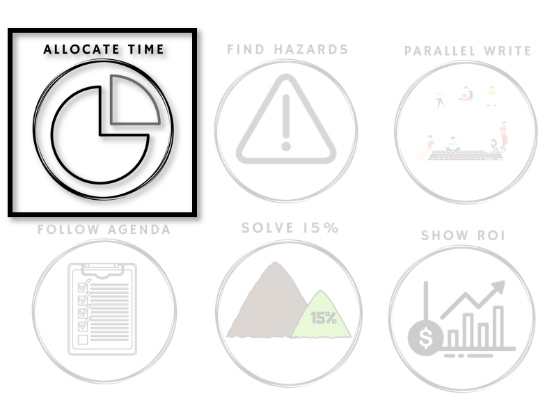 ALLOCATE TIME
FIND HAZARDS
PARALLEL WRITE
FOLLOW AGENDA
SOLVE 15%
SHOW ROI
15%
$